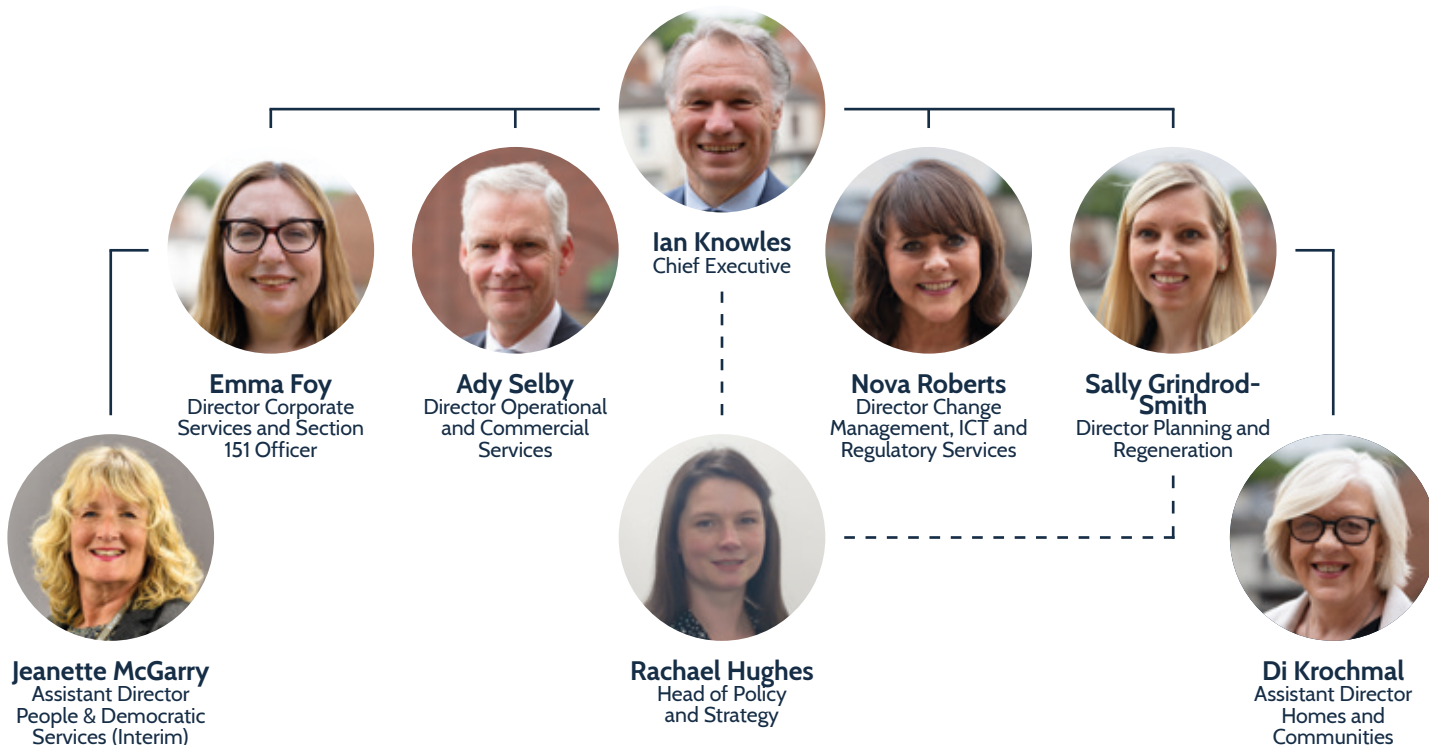 Ian Knowles
Chief Executive
Emma Foy
Director Corporate
Services and Section
151 Officer
Ady Selby
Director Operational
and Commercial
Services
Nova Roberts
Director Change
Management, ICT and
Regulatory Services
Sally Grindrod-
Smith
Director Planning and
Regeneration
Jeanette McGarry
Assistant Director
People & Democratic
Services (Interim)
Rachael Hughes
Head of Policy
and Strategy
Di Krochmal
Assistant Director
Homes and
Communities